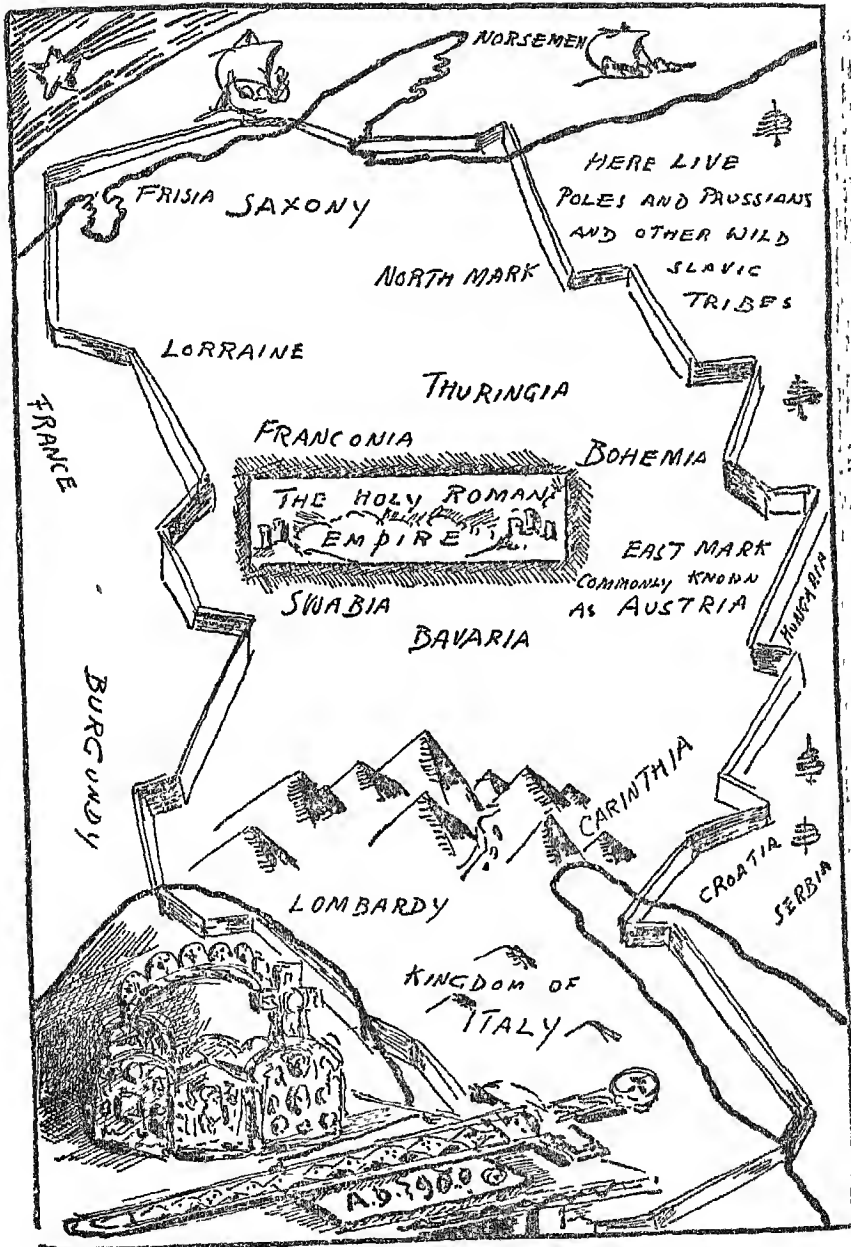 NORSEMEN
HERE LIVE
POLES AND PRUSSIANS
AND OTHER WILD
SLAVIC
TRIBES
FRISIA
SAXONY
NORTH MARK
LORRAINE
THURINGIA
FRANCE
FRANCONIA
BOHEMIA
THE HOLY ROMAN
EMPIRE
EAST MARK
COMMONLY KNOWN
AS AUSTRIA
HUNGARIA
SWABIA
BAVARIA
BURGUNDY
CARINTHIA
CROATIA
SERBIA
LOMBARDY
KINGDOM OF
ITALY
A.D. 900